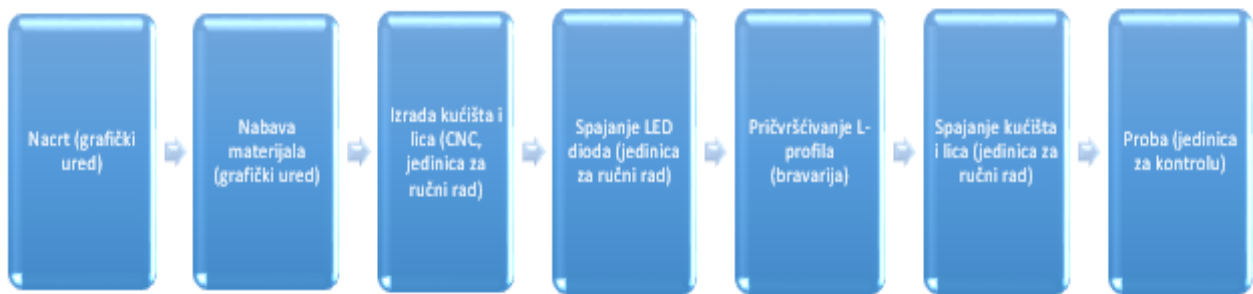 Nacrt (grafički
ured)
Nabava
materijala
(grafički ured)
Izrada kućišta i
lica (CNC,
jedinica za
ručni rad)
Spajanje LED
dioda (jedinica
za ručni rad)
Pričvršćivanje L-
profila
(bravarija)
Spajanje kućišta
i lica (jedinica za
ručni rad)
Proba (jedinica
za kontrolu)